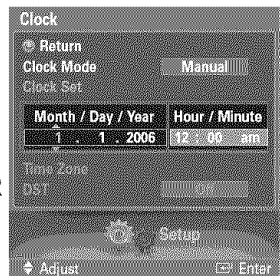 Clock
Return
Clock Mode Manual
Clock Set
Month / Day / Year Hour / Minute
1 . 1 . 2006 12 : 00 am
Time Zone
DST Off
Setup
Adjust Enter